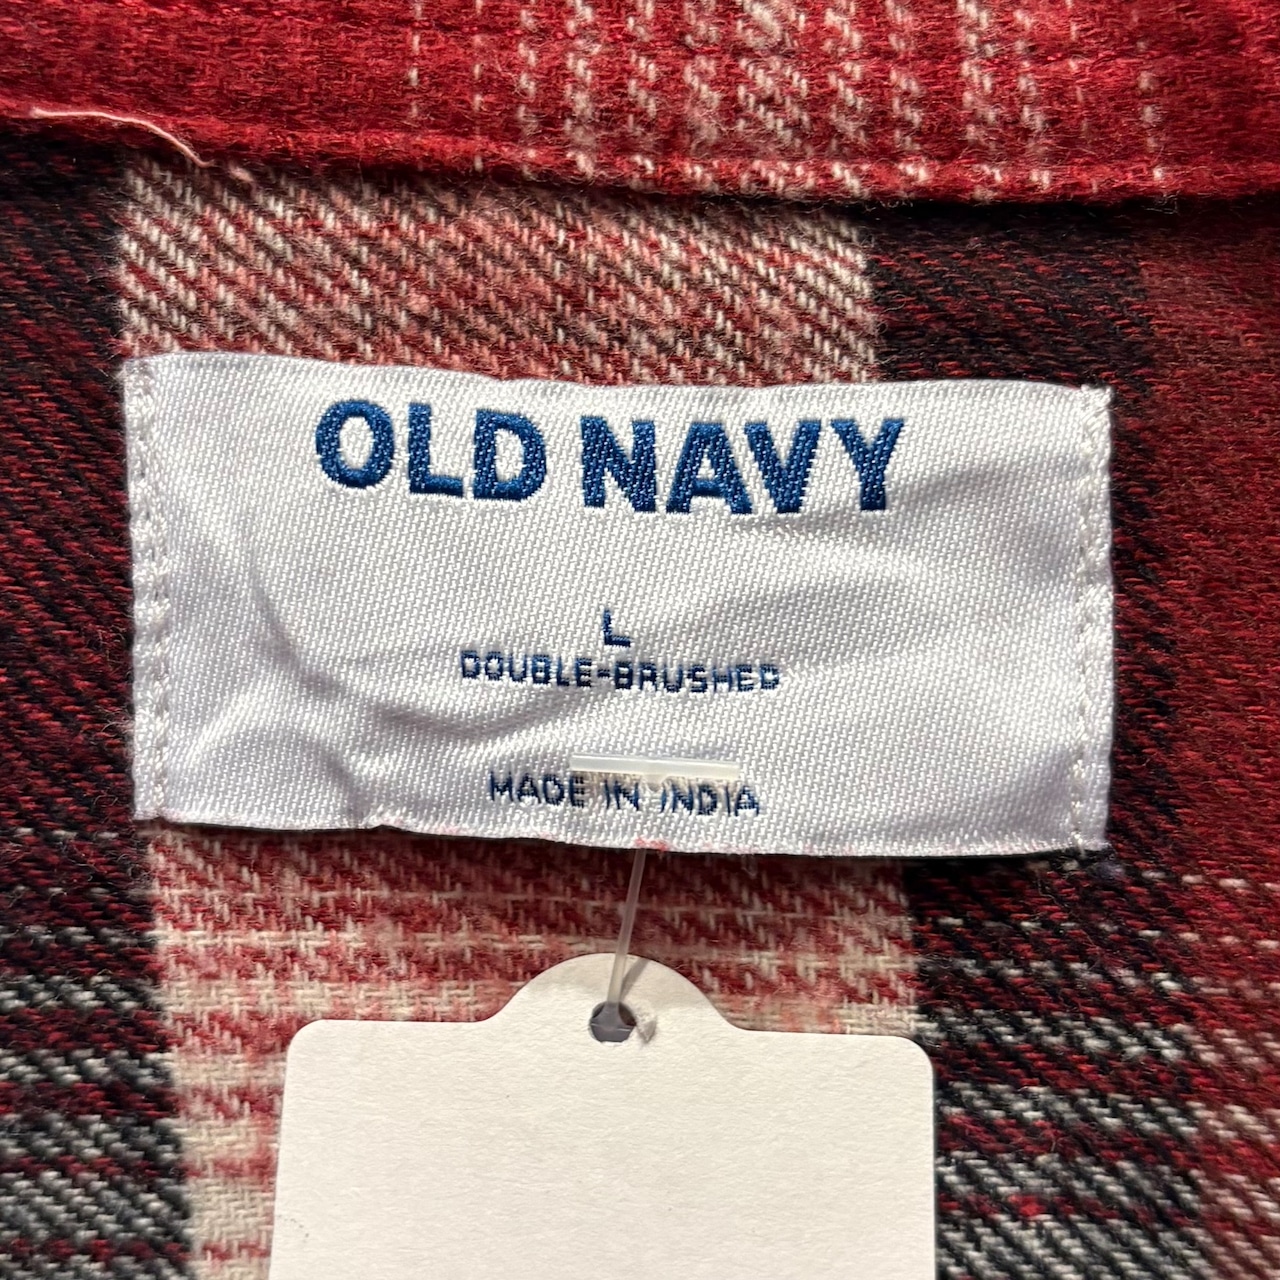 OLD NAVY
L
DOUBLE-BRUSHED
MADE IN INDIA